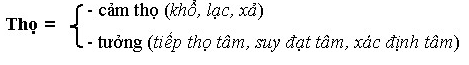 - cảm thọ (khổ, lạc, xả)
Thọ =
- tưởng (tiếp thọ tâm, suy đạt tâm, xác định tâm)